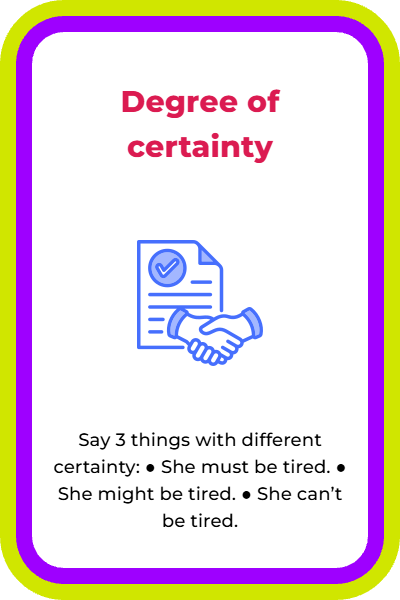 Degree of
certainty
Say 3 things with different
certainty: ● She must be tired. ●
She might be tired. ● She can’t
be tired.